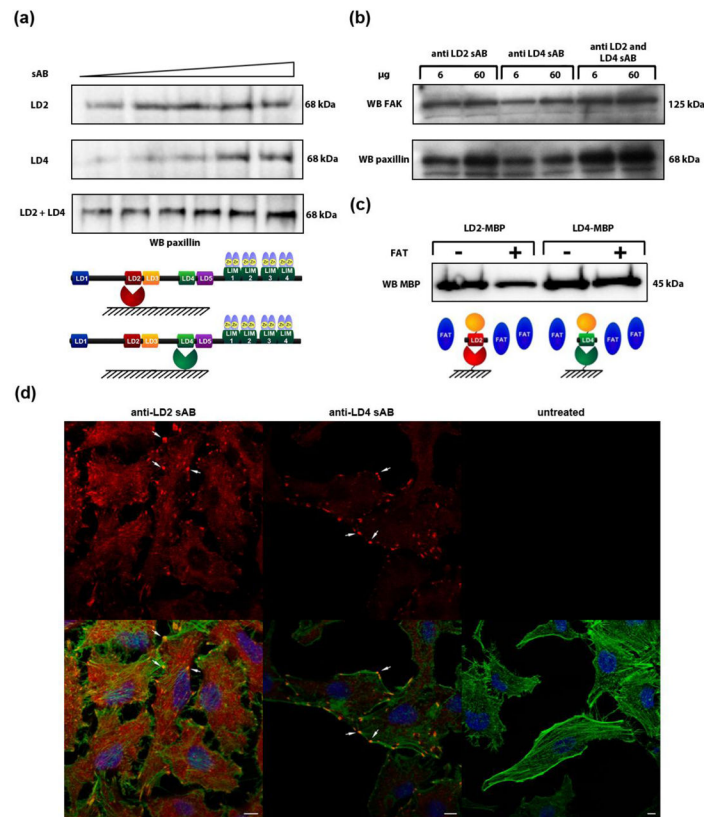 (a)
sAB
LD2
68 kDa
LD4
68 kDa
LD2 + LD4
68 kDa
WB paxillin
LD1 LD2 LD3 LD4 LD5 LIM 1 LIM 2 LIM 3 LIM 4
LD1 LD2 LD3 LD4 LD5 LIM 1 LIM 2 LIM 3 LIM 4
(b)
anti LD2 sAB anti LD4 sAB anti LD2 and LD4 sAB
µg 6 60 6 60 6 60
WB FAK 125 kDa
WB paxillin 68 kDa
(c)
LD2-MBP LD4-MBP
FAT - + - +
WB MBP 45 kDa
FAT LD2 FAT FAT FAT LD4 FAT FAT
(d)
anti-LD2 sAB anti-LD4 sAB untreated